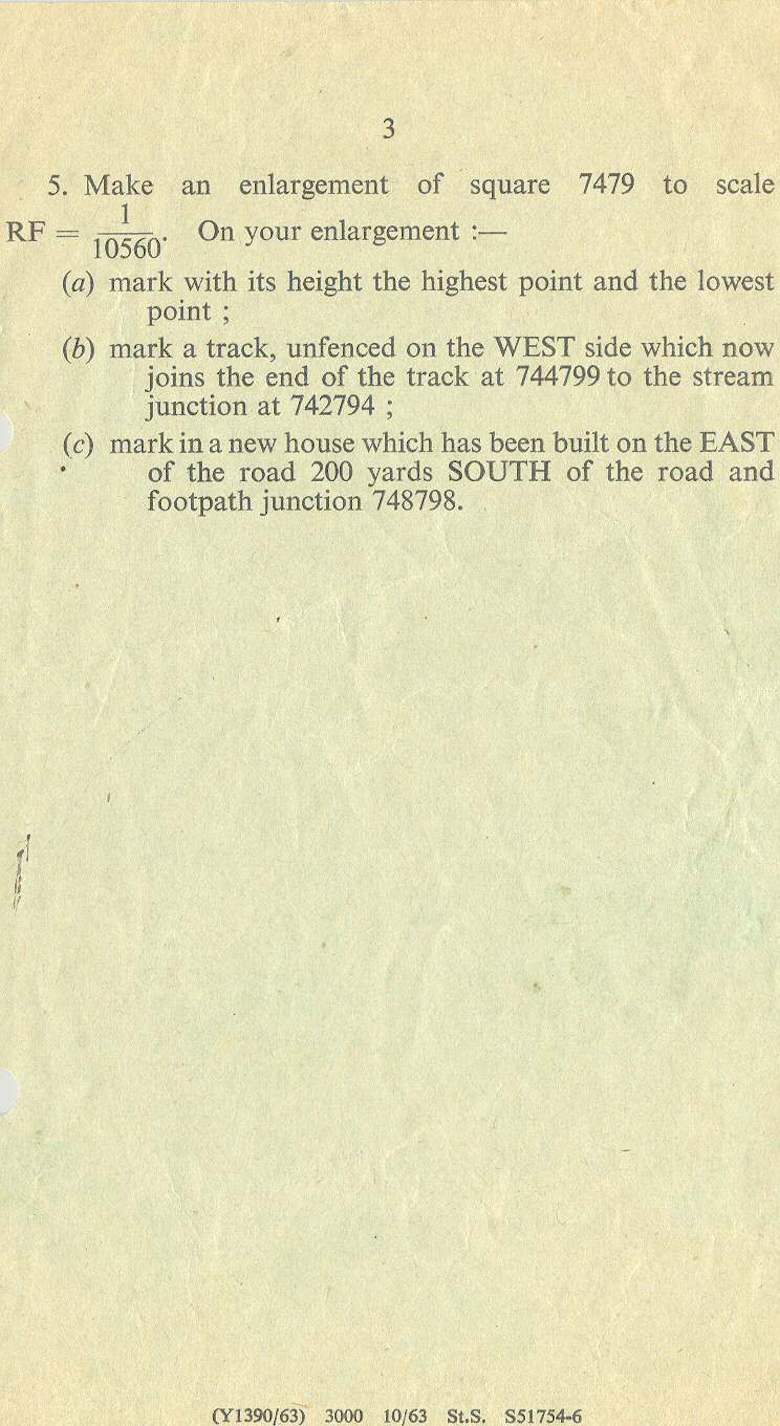 3
5. Make an enlargement of square 7479 to scale
RF = 1/10560. On your enlargement :—
(a) mark with its height the highest point and the lowest
point ;
(b) mark a track, unfenced on the WEST side which now
joins the end of the track at 744799 to the stream
junction at 742794 ;
(c) mark in a new house which has been built on the EAST
of the road 200 yards SOUTH of the road and
footpath junction 748798.
(Y1390/63) 3000 10/63 St.S. S51754-6